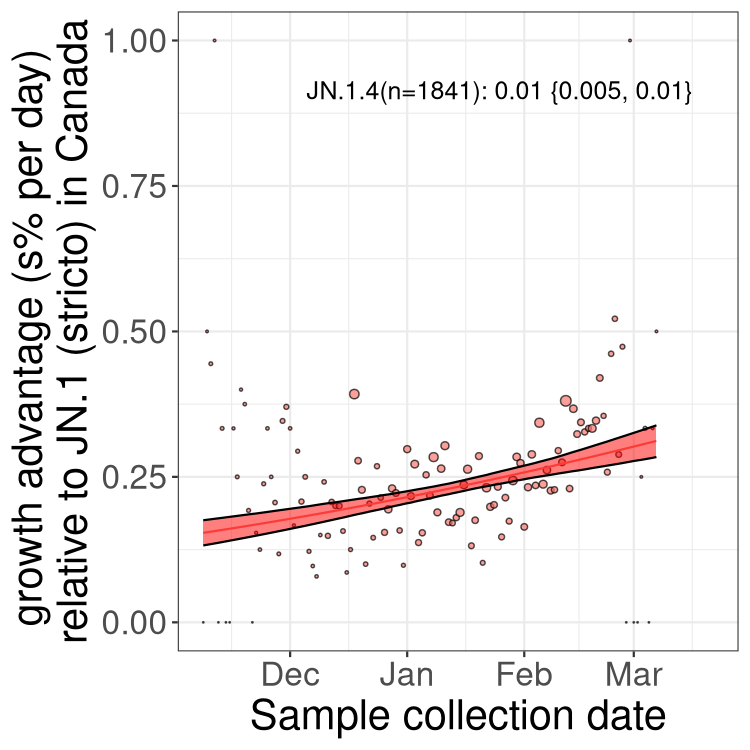 growth advantage (s% per day)
relative to JN.1 (stricto) in Canada
1.00
0.75
0.50
0.25
0.00
JN.1.4(n=1841): 0.01 {0.005, 0.01}
Dec Jan Feb Mar
Sample collection date